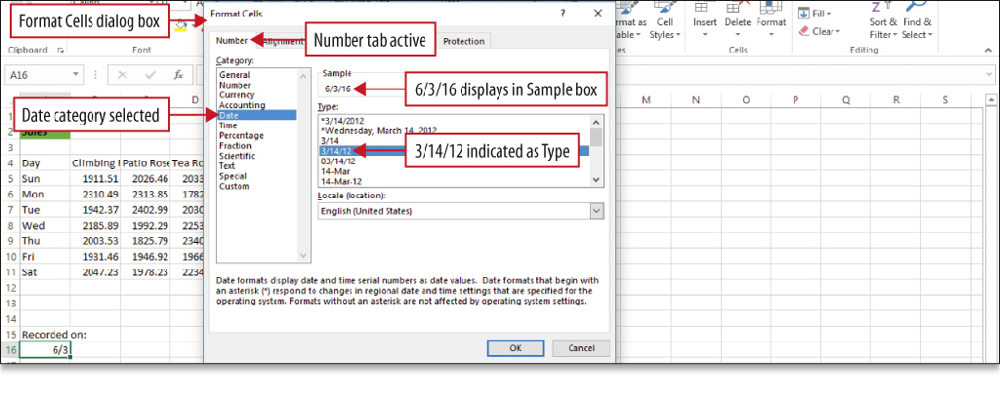 Format Cells dialog box
Format Cells
?
Number
Alignment
Number tab active
Protection
Category:
General
Number
Currency
Accounting
Date
Time
Percentage
Fraction
Scientific
Text
Special
Custom
Date category selected
Sample
6/3/16
6/3/16 displays in Sample box
Type:
*3/14/2012
*Wednesday, March 14, 2012
3/14
3/14/12
03/14/12
14-Mar
14-Mar-12
3/14/12 indicated as Type
Locale (location):
English (United States)
Date formats display date and time serial numbers as date values. Date formats that begin with
an asterisk (*) respond to changes in regional date and time settings that are specified for the
operating system. Formats without an asterisk are not affected by operating system settings.
OK Cancel
Clipboard Font
Insert Delete Format
Cells
Cell
Styles
Fill
Clear
Sort & Find &
Filter Select
Editing
A16 fx
D M N O P Q R S
2 Sales
3
4 Day Climbing Patio Rose Tea Ro
5 Sun 1911.51 2026.46 2033
6 Mon 2310.49 2313.85 1782
7 Tue 1942.37 2402.99 2030
8 Wed 2185.89 1992.29 2253
9 Thu 2003.53 1825.79 2340
10 Fri 1931.46 1946.92 1966
11 Sat 2047.23 1978.23 2234
12
13
14
15 Recorded on:
16 6/3